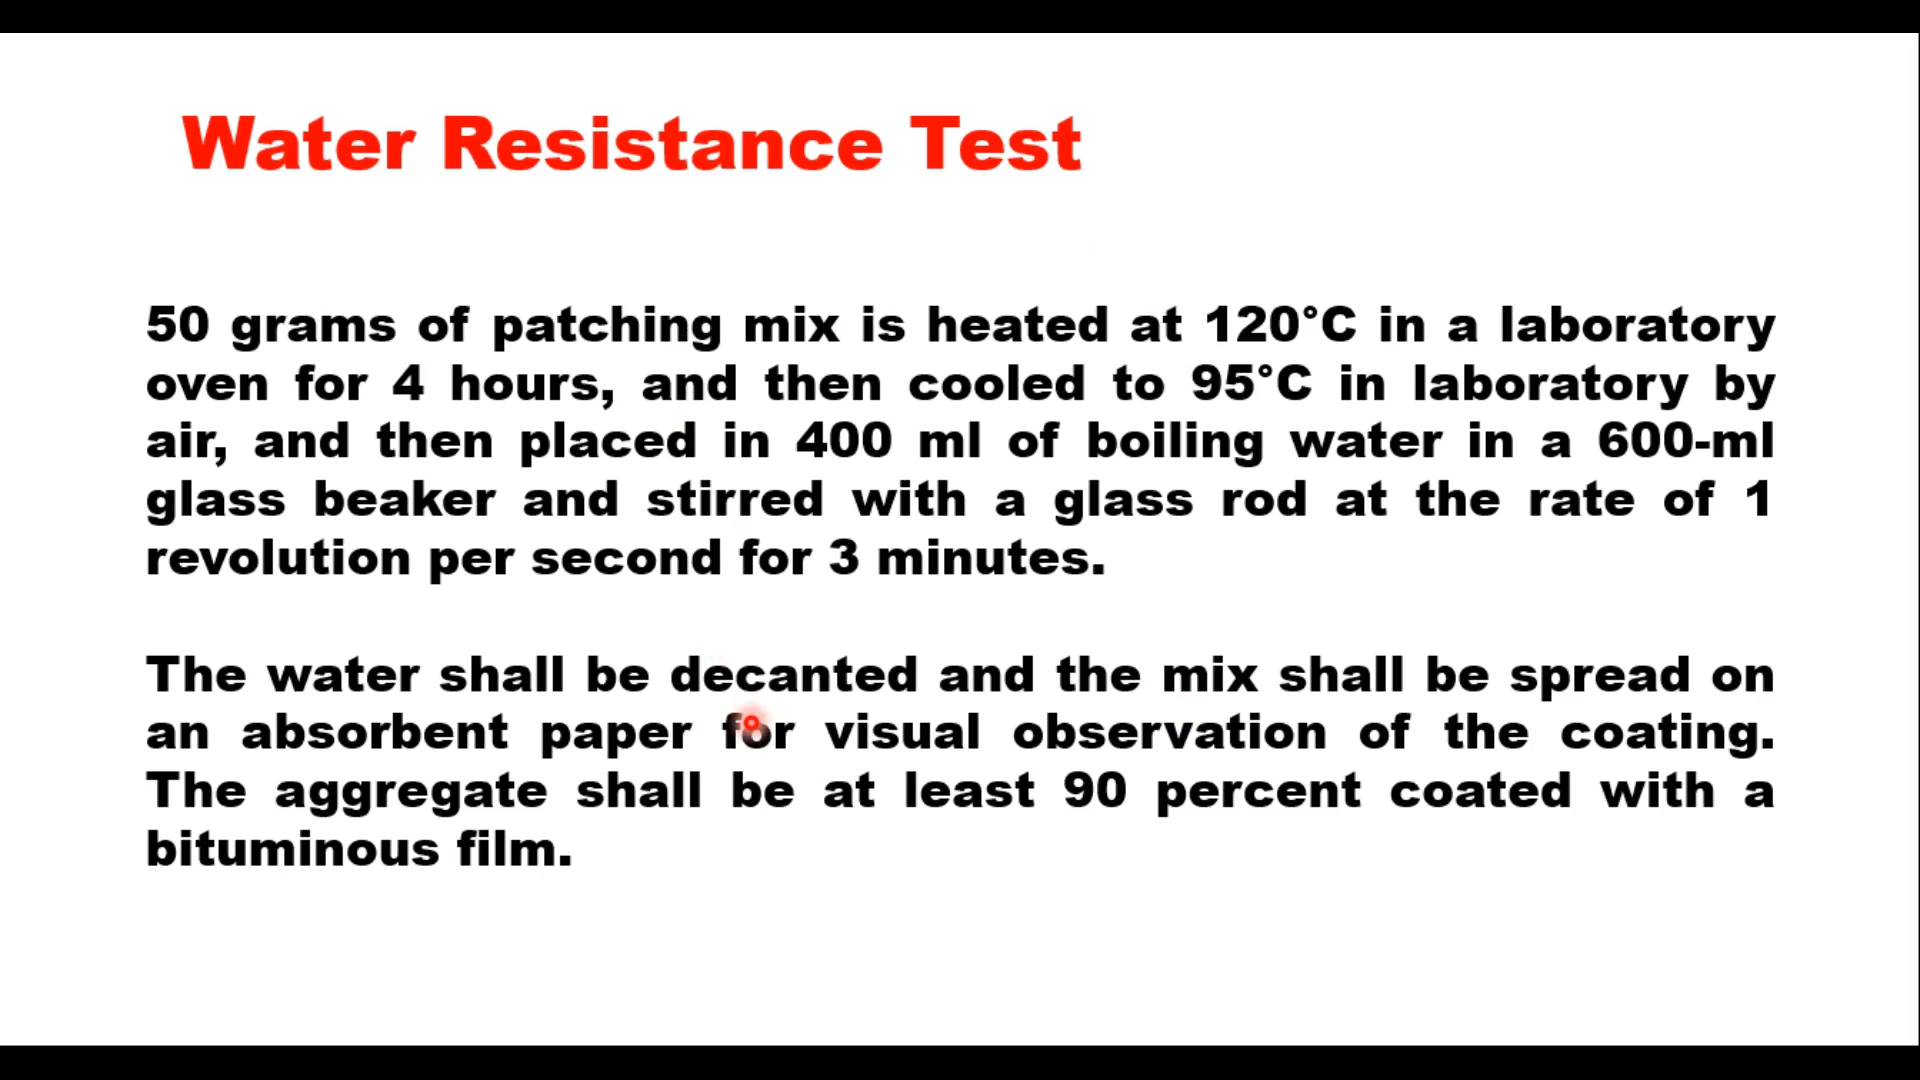 Water Resistance Test
50 grams of patching mix is heated at 120°C in a laboratory
oven for 4 hours, and then cooled to 95°C in laboratory by
air, and then placed in 400 ml of boiling water in a 600-ml
glass beaker and stirred with a glass rod at the rate of 1
revolution per second for 3 minutes.
The water shall be decanted and the mix shall be spread on
an absorbent paper for visual observation of the coating.
The aggregate shall be at least 90 percent coated with a
bituminous film.